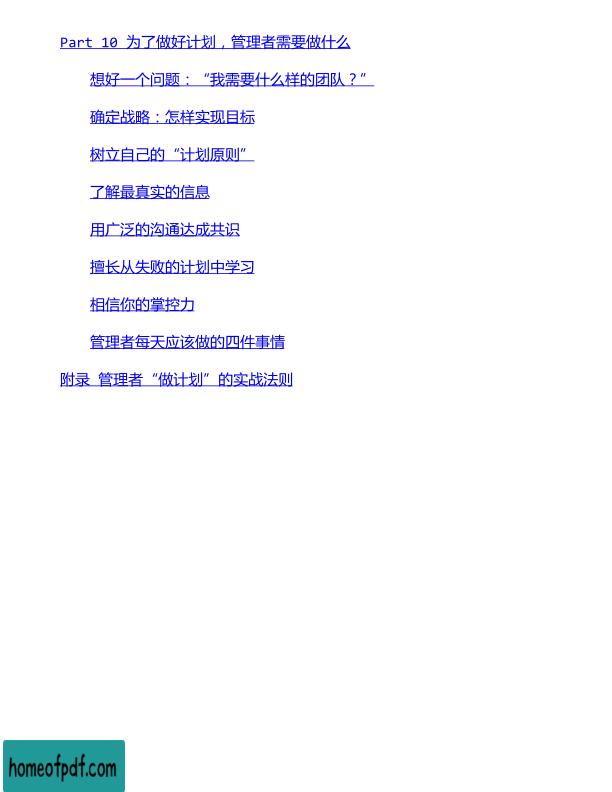 Part 10 为了做好计划，管理者需要做什么
想好一个问题：“我需要什么样的团队？”
确定战略：怎样实现目标
树立自己的“计划原则”
了解最真实的信息
用广泛的沟通达成共识
擅长从失败的计划中学习
相信你的掌控力
管理者每天应该做的四件事情
附录 管理者“做计划”的实战法则
homeofpdf.com